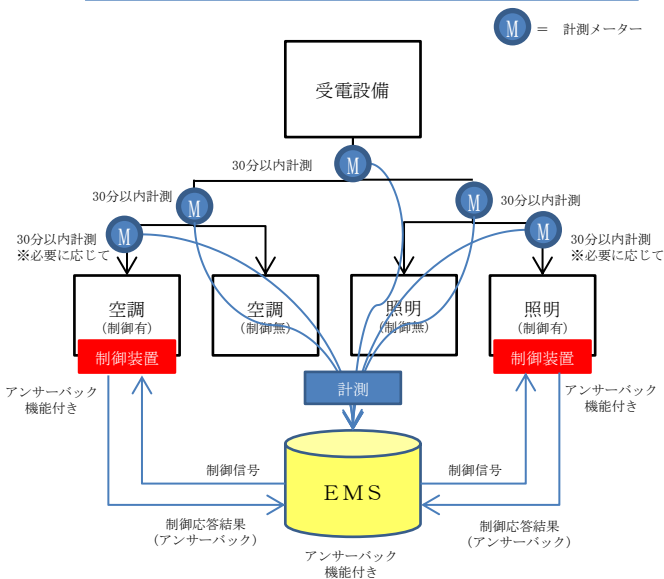 M ＝ 計測メーター
受電設備
M
30分以内計測
30分以内計測
M
M
30分以内計測
30分以内計測
※必要に応じて
M
M
30分以内計測
※必要に応じて
空調
(制御有)
空調
(制御無)
照明
(制御無)
照明
(制御有)
制御装置
制御装置
アンサーバック
機能付き
計測
アンサーバック
機能付き
制御信号
EMS
制御信号
制御応答結果
(アンサーバック)
制御応答結果
(アンサーバック)
アンサーバック
機能付き